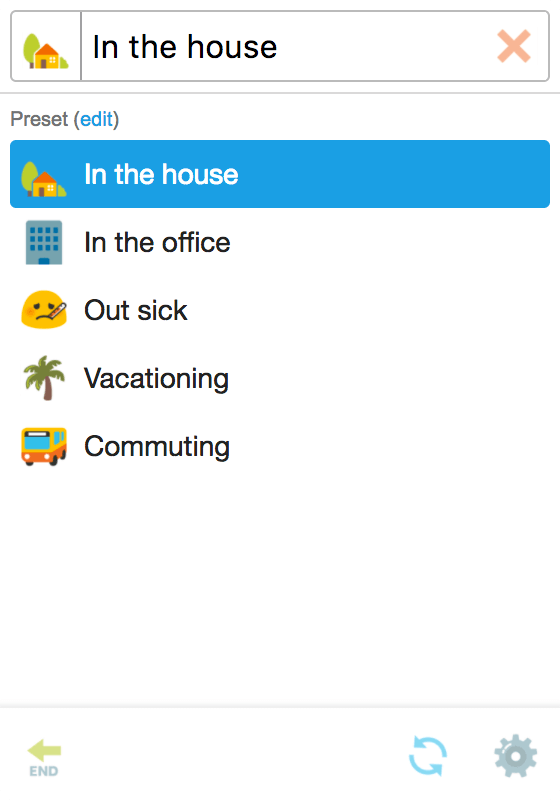 In the house
Preset (edit)
In the house
In the office
Out sick
Vacationing
Commuting
END